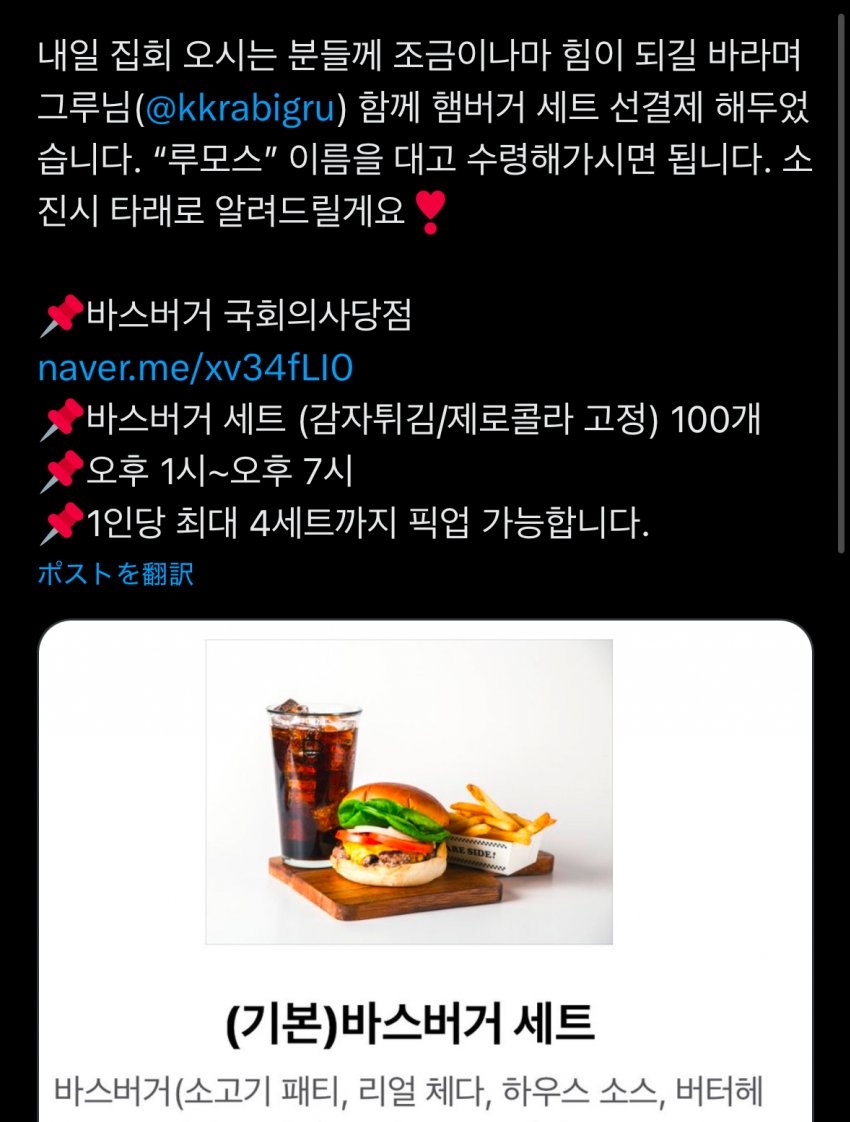 내일 집회 오시는 분들께 조금이나마 힘이 되길 바라며
그루님(@kkrabigru) 함께 햄버거 세트 선결제 해두었
습니다. “루모스” 이름을 대고 수령해가시면 됩니다. 소
진시 타래로 알려드릴게요❣️
📌바스버거 국회의사당점
naver.me/xv34fLI0
📌바스버거 세트 (감자튀김/제로콜라 고정) 100개
📌오후 1시~오후 7시
📌1인당 최대 4세트까지 픽업 가능합니다.
ポストを翻訳
ARE SIDE!
(기본)바스버거 세트
바스버거(소고기 패티, 리얼 체다, 하우스 소스, 버터헤